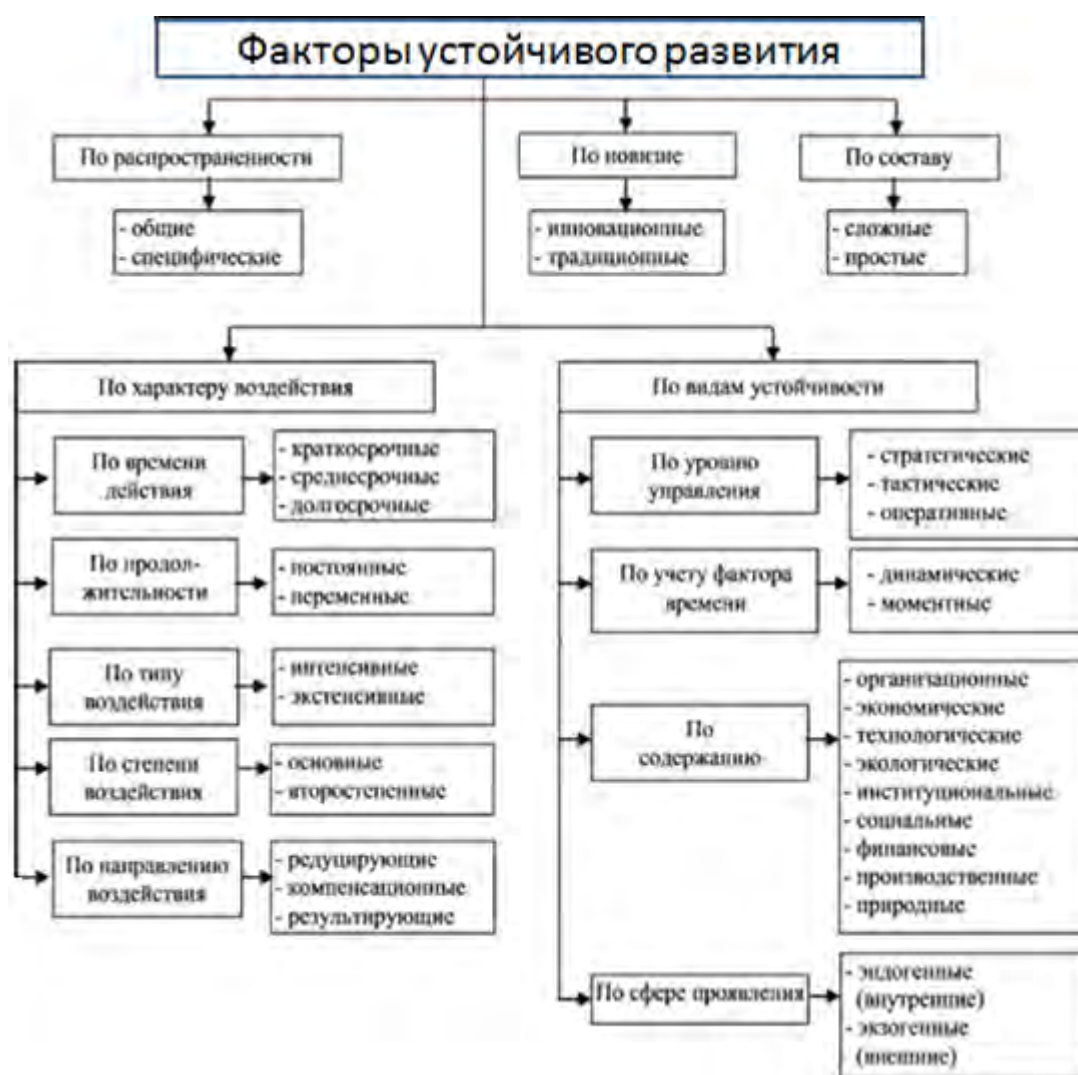 Факторы устойчивого развития
По распространенности
- общие
- специфические
По новизне
- инновационные
- традиционные
По составу
- сложные
- простые
По характеру воздействия
По времени
действия
- краткосрочные
- среднесрочные
- долгосрочные
По продол-
жительности
- постоянные
- переменные
По типу
воздействия
- интенсивные
- экстенсивные
По степени
воздействия
- основные
- второстепенные
По направлению
воздействия
- редуцирующие
- компенсационные
- результирующие
По видам устойчивости
По уровню
управления
- стратегические
- тактические
- оперативные
По учету фактора
времени
- динамические
- моментные
По
содержанию
- организационные
- экономические
- технологические
- экологические
- институциональные
- социальные
- финансовые
- производственные
- природные
По сфере проявления
- эндогенные
(внутренние)
- экзогенные
(внешние)